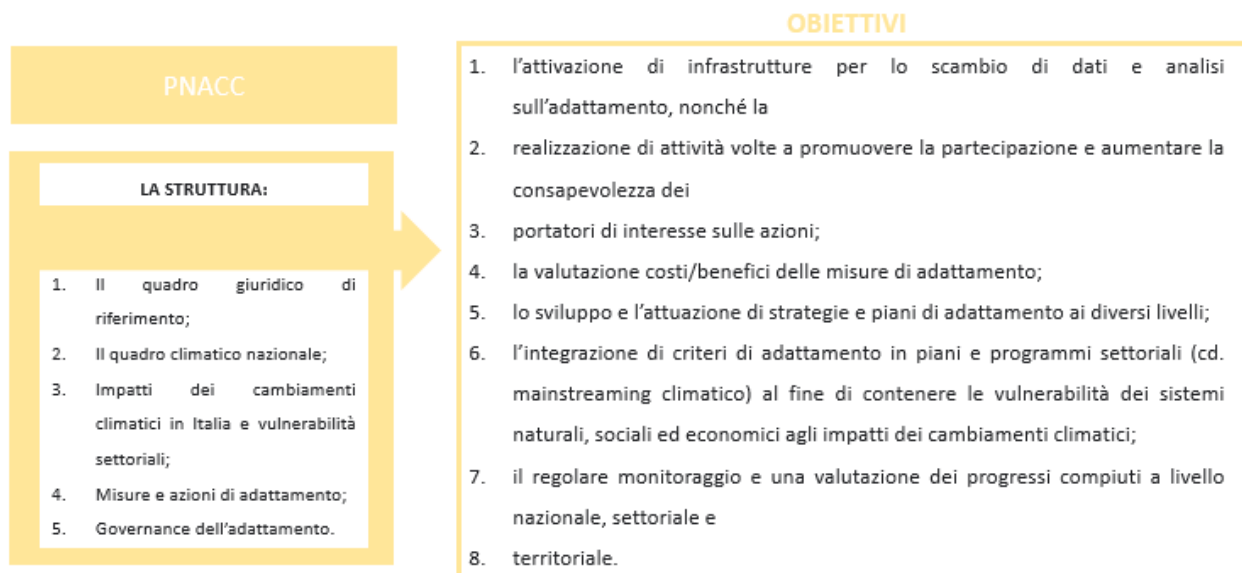 OBIETTIVI
PNACC
LA STRUTTURA:
1. Il quadro giuridico di
riferimento;
2. Il quadro climatico nazionale;
3. Impatti dei cambiamenti
climatici in Italia e vulnerabilità
settoriali;
4. Misure e azioni di adattamento;
5. Governance dell'adattamento.
1. l'attivazione di infrastrutture per lo scambio di dati e analisi
sull'adattamento, nonché la
2. realizzazione di attività volte a promuovere la partecipazione e aumentare la
consapevolezza dei
3. portatori di interesse sulle azioni;
4. la valutazione costi/benefici delle misure di adattamento;
5. lo sviluppo e l'attuazione di strategie e piani di adattamento ai diversi livelli;
6. l'integrazione di criteri di adattamento in piani e programmi settoriali (cd.
mainstreaming climatico) al fine di contenere le vulnerabilità dei sistemi
naturali, sociali ed economici agli impatti dei cambiamenti climatici;
7. il regolare monitoraggio e una valutazione dei progressi compiuti a livello
nazionale, settoriale e
8. territoriale.